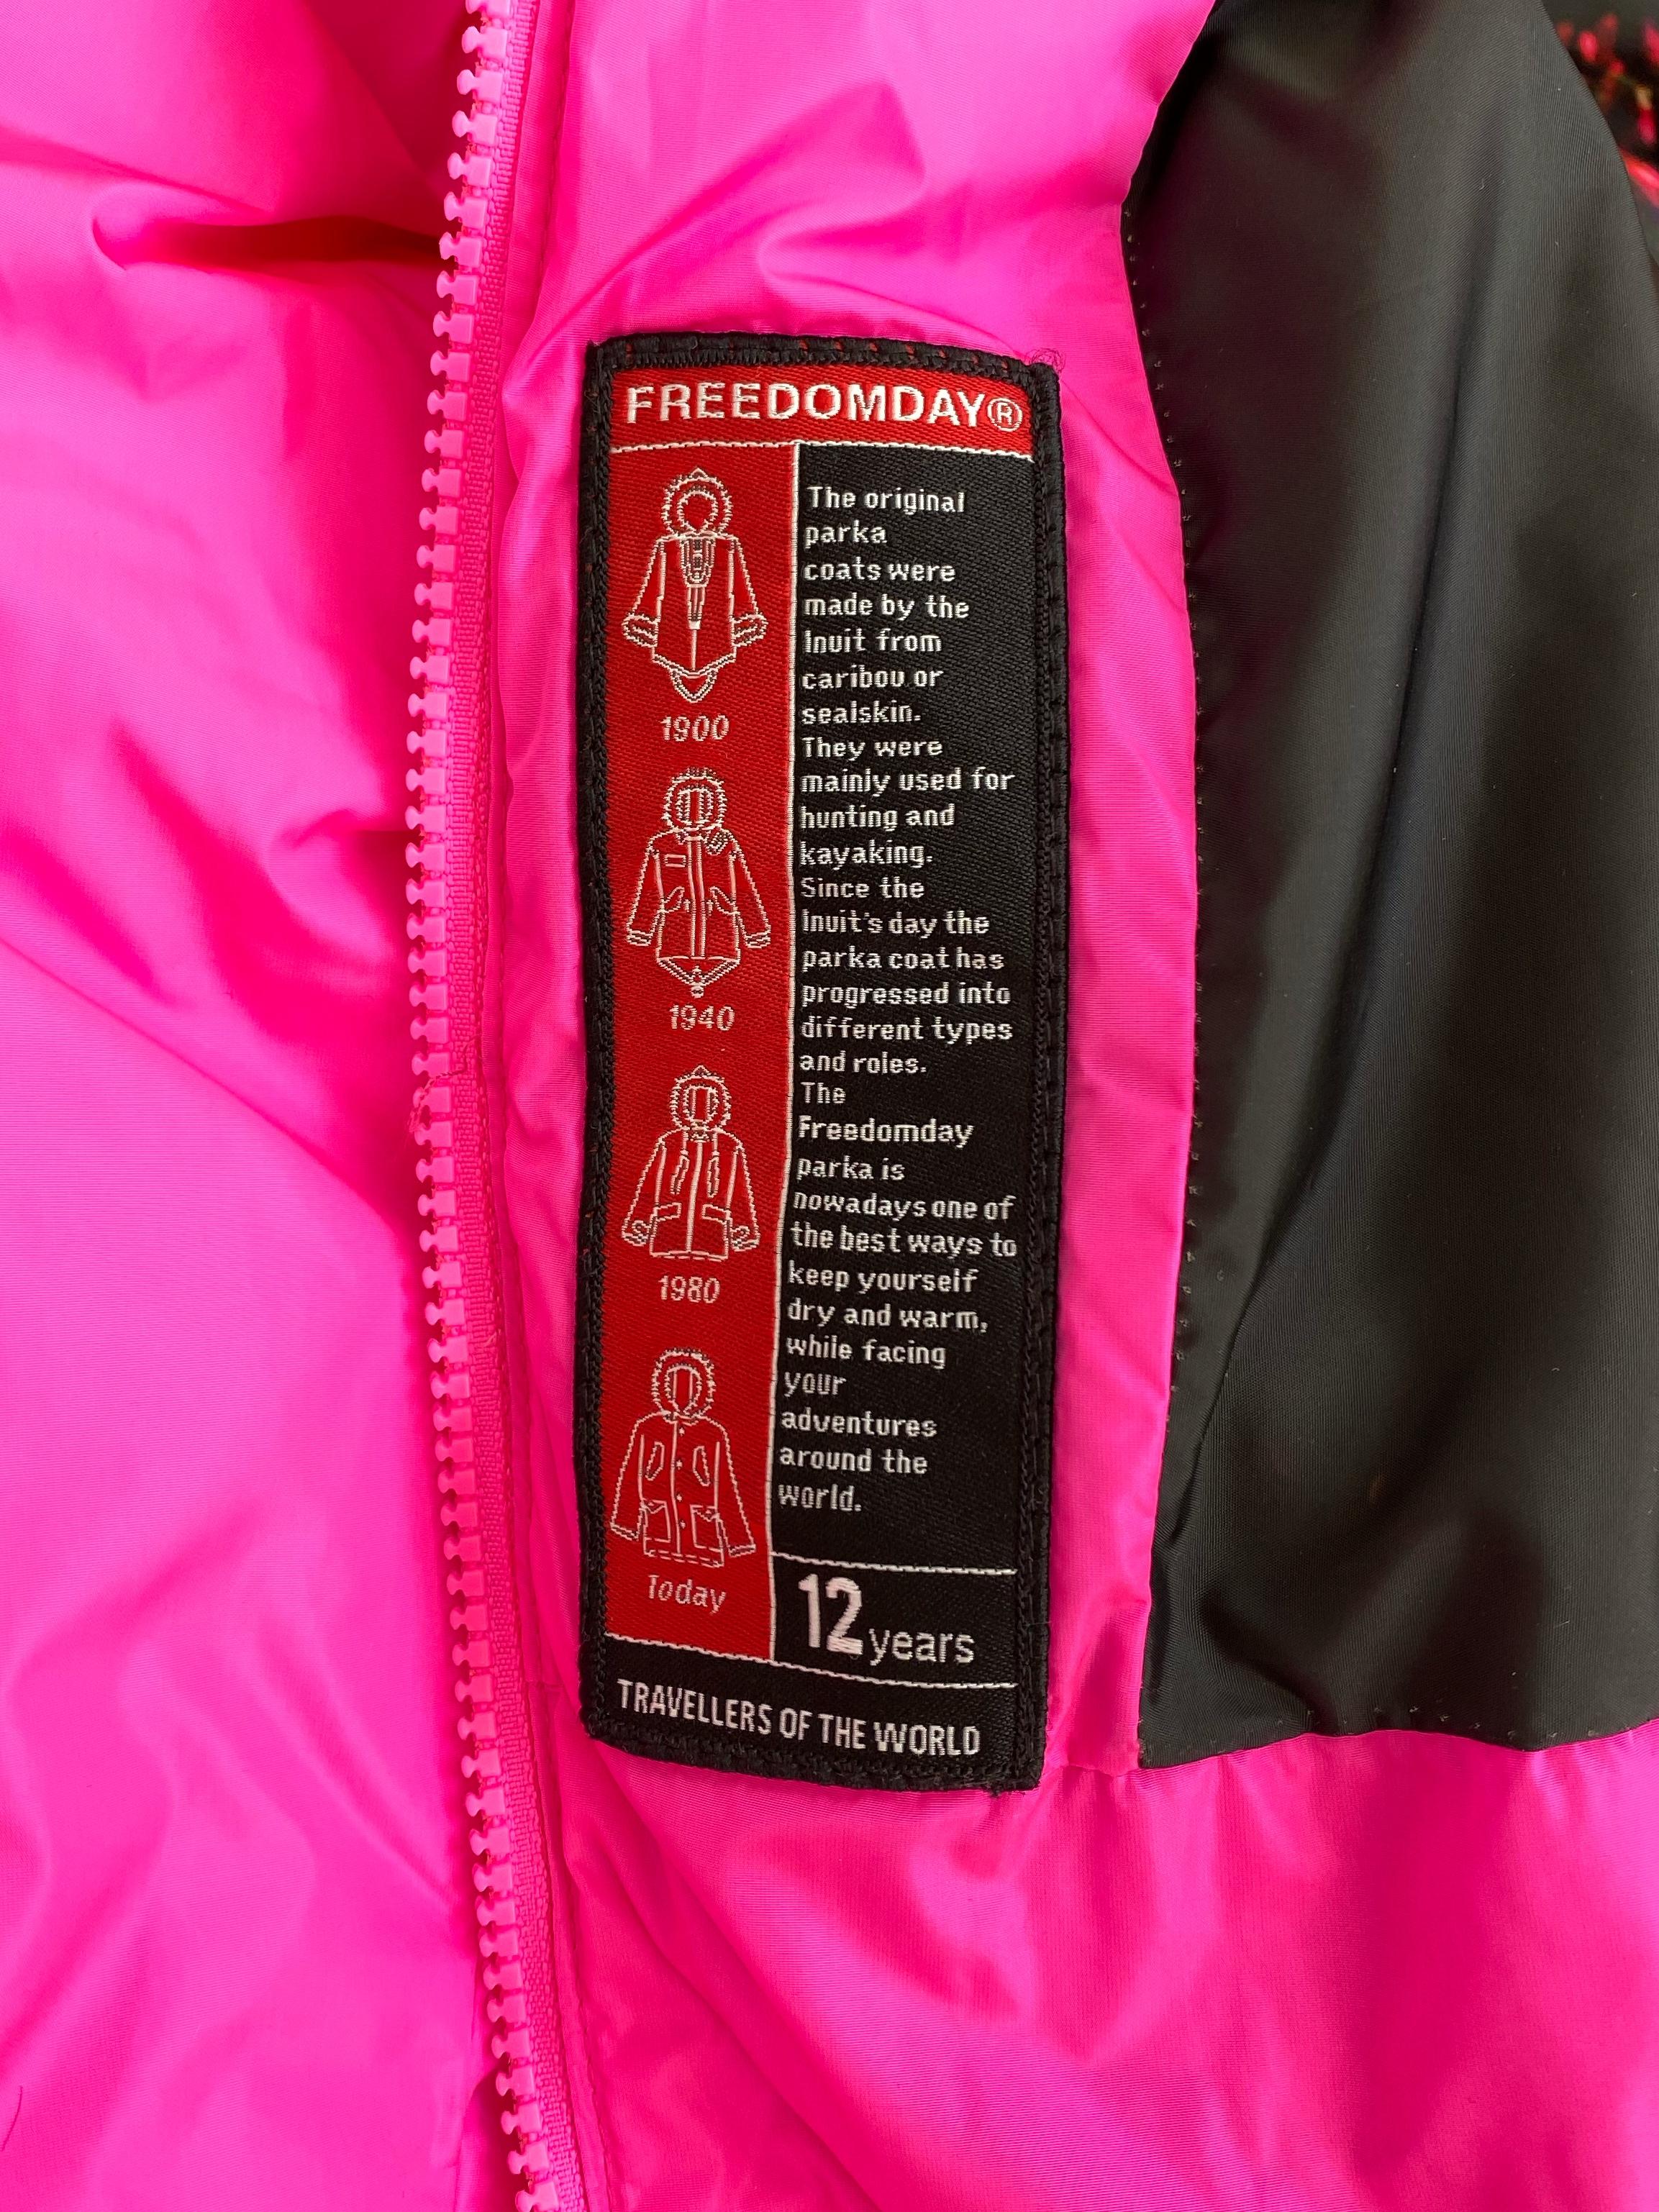 FREEDOMDAY®
1900
1940
1980
Today
The original
parka
coats were
made by the
Inuit from
caribou or
sealskin.
They were
mainly used for
hunting and
kayaking.
Since the
Inuit's day the
parka coat has
progressed into
different types
and roles.
The
Freedomday
parka is
nowadays one of
the best ways to
keep yourself
dry and warm,
while facing
your
adventures
around the
world.
12 years
TRAVELLERS OF THE WORLD